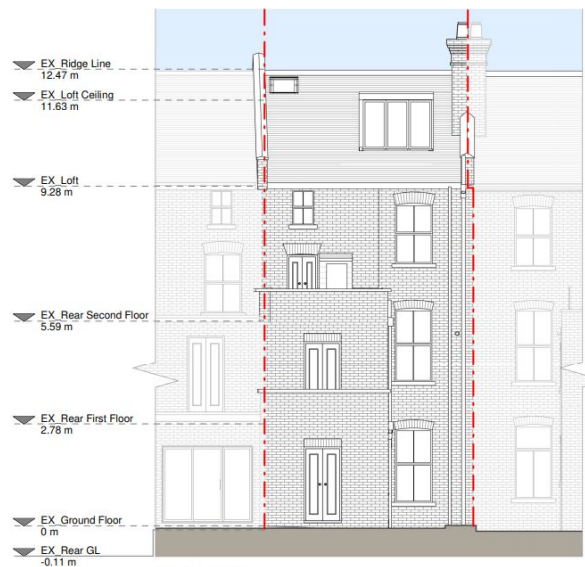 EX_Ridge Line
12.47 m
EX_Loft Ceiling
11.63 m
EX_Loft
9.28 m
EX_Rear Second Floor
5.59 m
EX_Rear First Floor
2.78 m
EX_Ground Floor
0 m
EX_Rear GL
-0.11 m